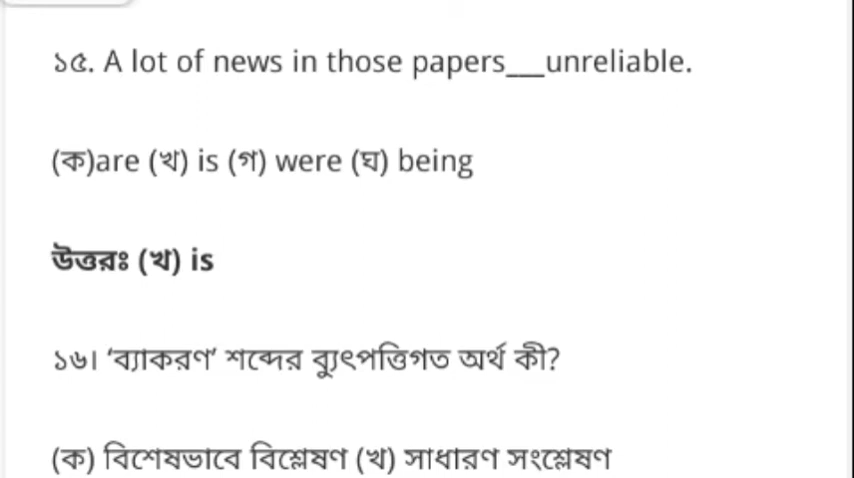 ১৫. A lot of news in those papers___unreliable.
(ক)are (খ) is (গ) were (ঘ) being
উত্তরঃ (খ) is
১৬। ‘ব্যাকরণ’ শব্দের ব্যুৎপত্তিগত অর্থ কী?
(ক) বিশেষভাবে বিশ্লেষণ (খ) সাধারণ সংশ্লেষণ